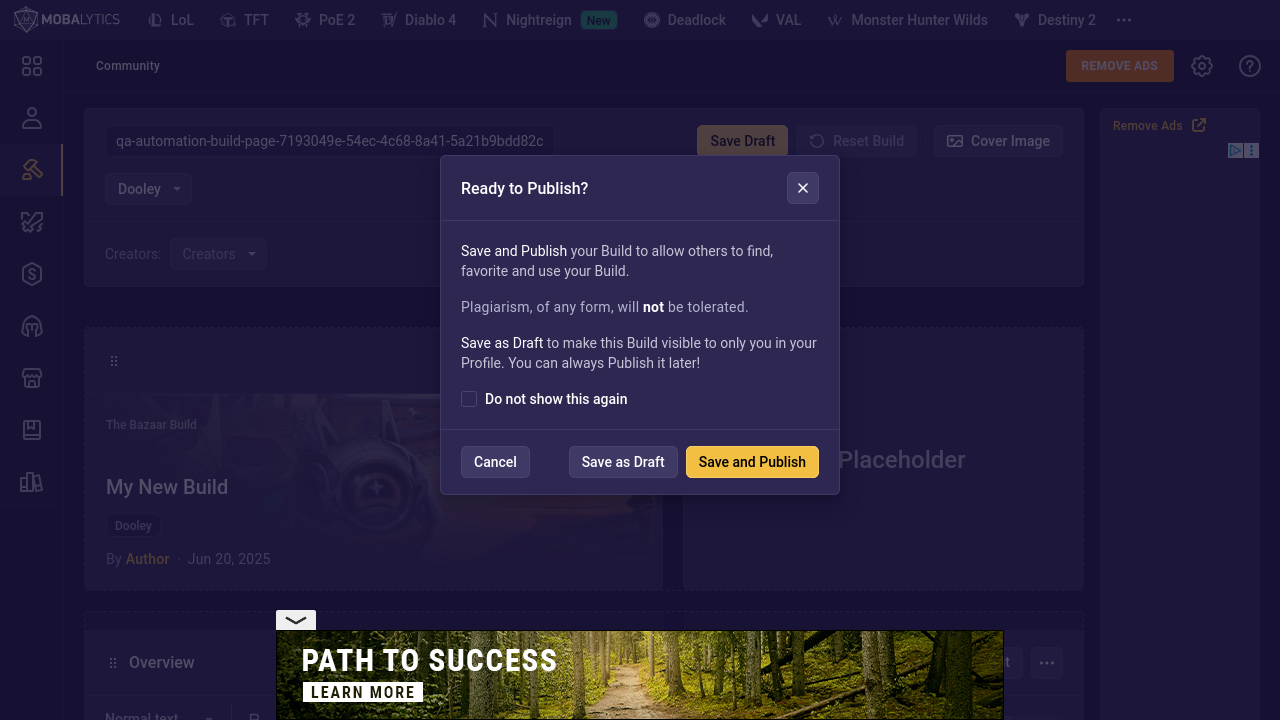 MOBALYTICS
LoL
TFT
PoE 2
Diablo 4
Nightreign
New
Deadlock
VAL
Monster Hunter Wilds
Destiny 2
Community
REMOVE ADS
qa-automation-build-page-7193049e-54ec-4c68-8a41-5a21b9bdd82c
Save Draft
Reset Build
Cover Image
Remove Ads
Dooley
Creators:
Creators
Ready to Publish?
Save and Publish your Build to allow others to find,
favorite and use your Build.
Plagiarism, of any form, will not be tolerated.
Save as Draft to make this Build visible to only you in your
Profile. You can always Publish it later!
Do not show this again
Cancel
Save as Draft
Save and Publish
The Bazaar Build
My New Build
Dooley
By Author · Jun 20, 2025
Placeholder
Overview
PATH TO SUCCESS
LEARN MORE
Normal text